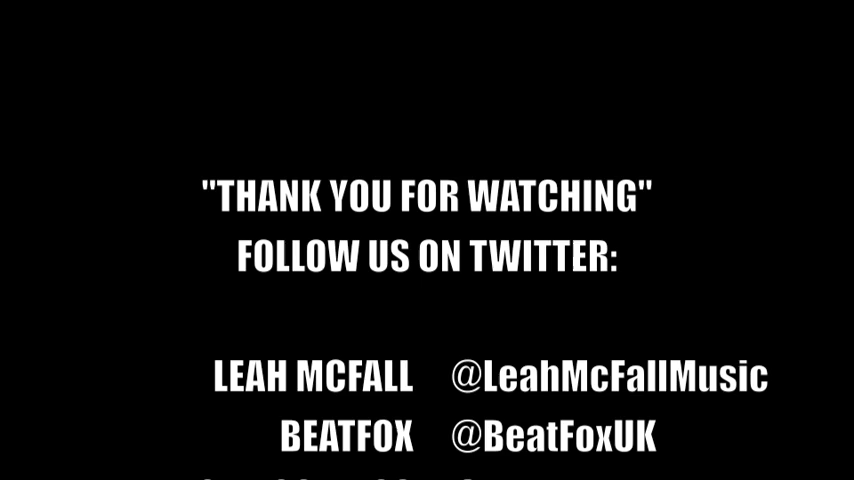 "THANK YOU FOR WATCHING"
FOLLOW US ON TWITTER:
LEAH MCFALL @LeahMcFallMusic
BEATFOX @BeatFoxUK